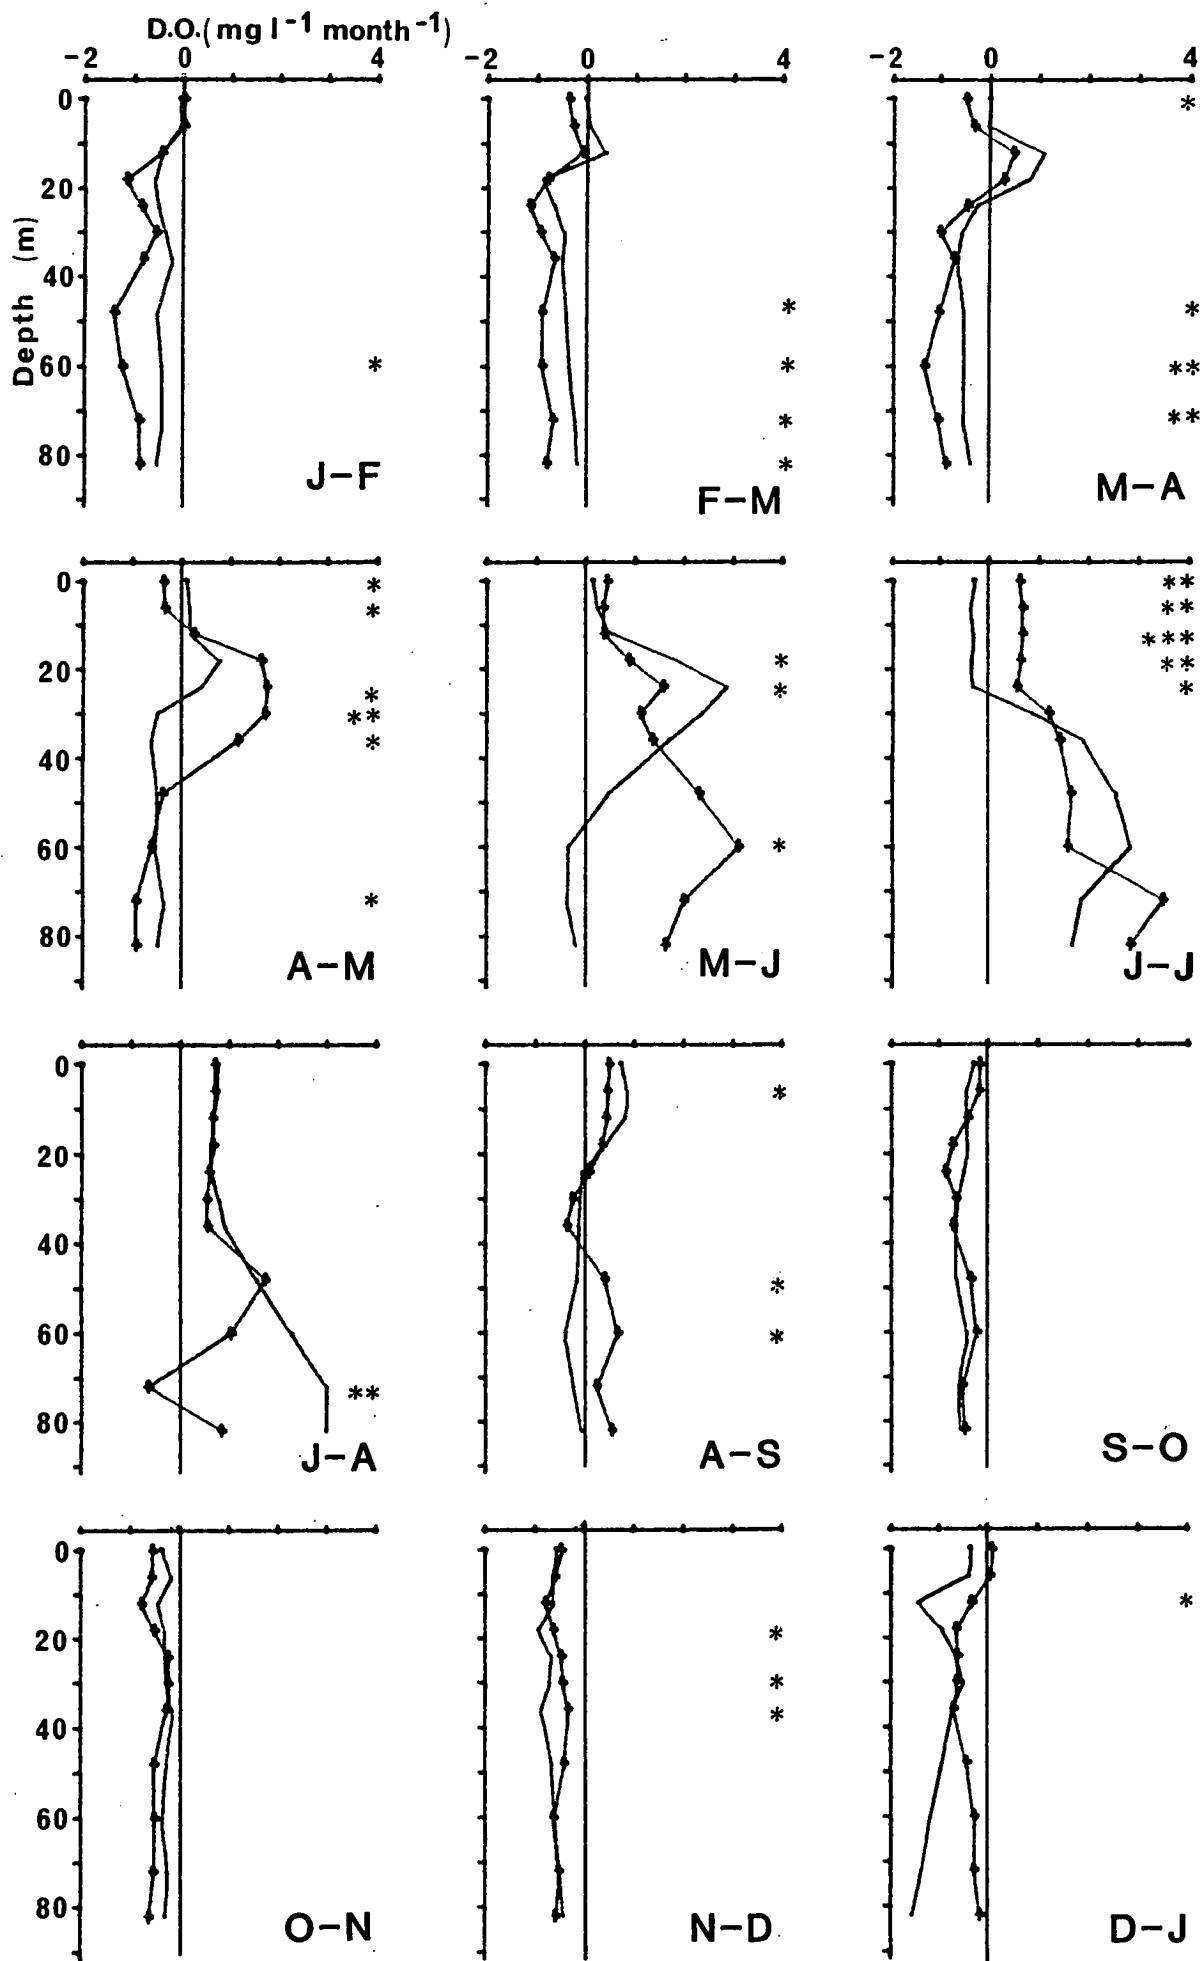 D.O.(mg l⁻¹ month⁻¹)
-2 0 4 -2 0 4 -2 0 4
0 *
20
40
* * 
60 * * **
* **
80 *
Depth (m)
J-F F-M M-A
0 * **
* **
***
20 * **
* * *
**
40 *
60 *
*
80
A-M M-J J-J
0
*
20
40
*
60 *
**
80
J-A A-S S-O
0
*
20 *
*
40 *
60
80
O-N N-D D-J